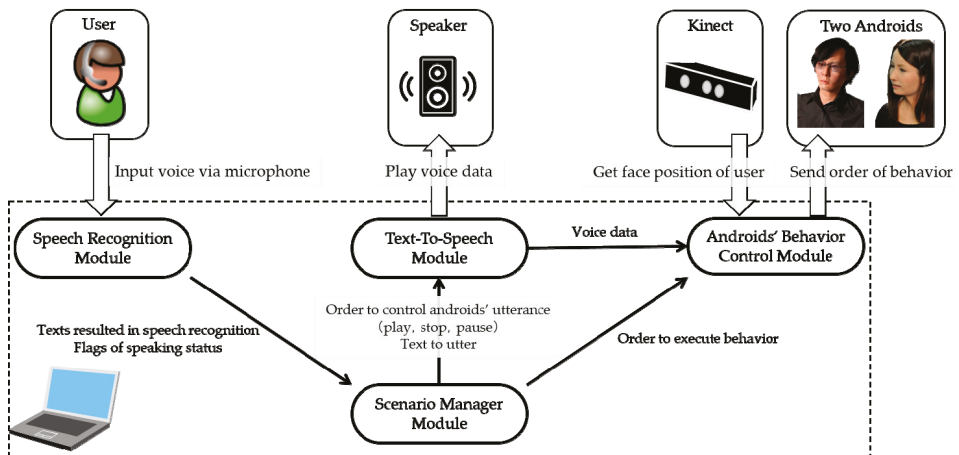 User
Speaker
Kinect
Two Androids
Input voice via microphone
Play voice data
Get face position of user
Send order of behavior
Speech Recognition
Module
Text-To-Speech
Module
Voice data
Androids' Behavior
Control Module
Texts resulted in speech recognition
Flags of speaking status
Order to control androids' utterance
(play, stop, pause)
Text to utter
Order to execute behavior
Scenario Manager
Module